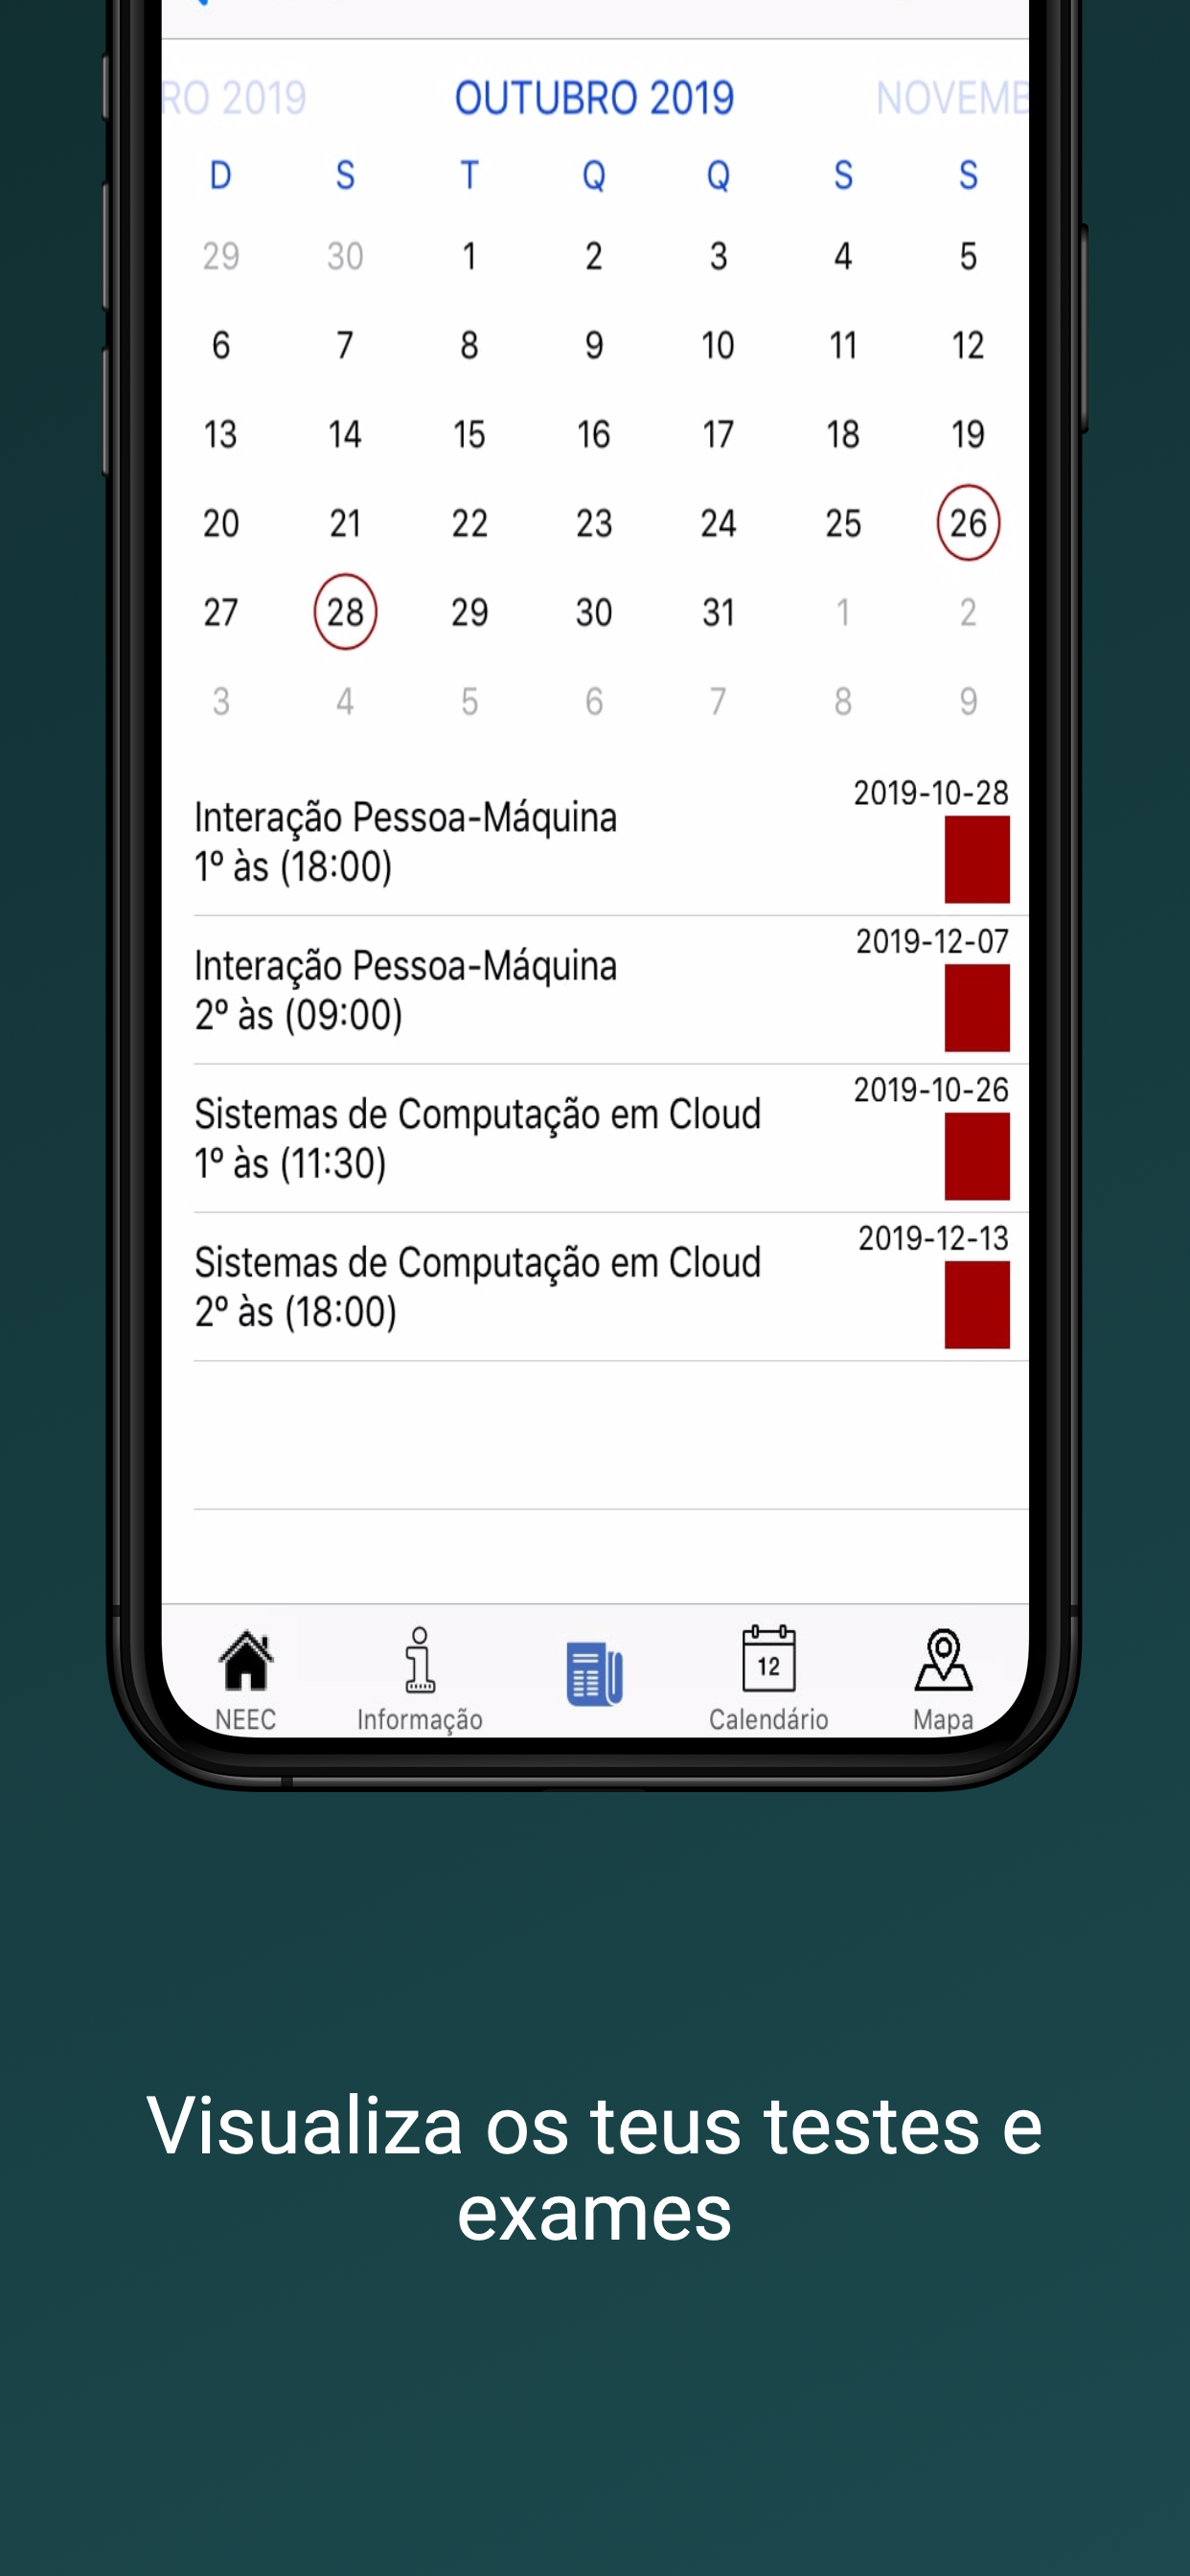 RO 2019 OUTUBRO 2019 NOVEMB
D S T Q Q S S
29 30 1 2 3 4 5
6 7 8 9 10 11 12
13 14 15 16 17 18 19
20 21 22 23 24 25 26
27 28 29 30 31 1 2
3 4 5 6 7 8 9
2019-10-28
Interação Pessoa-Máquina
1º às (18:00)
2019-12-07
Interação Pessoa-Máquina
2º às (09:00)
2019-10-26
Sistemas de Computação em Cloud
1º às (11:30)
2019-12-13
Sistemas de Computação em Cloud
2º às (18:00)
12
NEEC Informação Calendário Mapa
Visualiza os teus testes e
exames